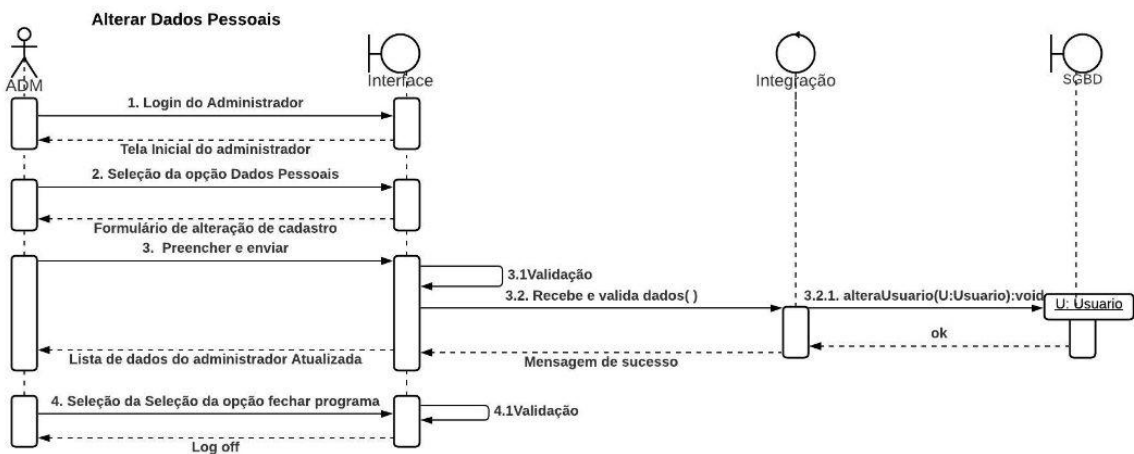 Alterar Dados Pessoais
ADM
Interface
Integração
SGBD
1. Login do Administrador
Tela Inicial do administrador
2. Seleção da opção Dados Pessoais
Formulário de alteração de cadastro
3. Preencher e enviar
3.1Validação
3.2. Recebe e valida dados( )
3.2.1. alteraUsuario(U:Usuario):void
U: Usuario
ok
Lista de dados do administrador Atualizada
Mensagem de sucesso
4. Seleção da Seleção da opção fechar programa
4.1Validação
Log off